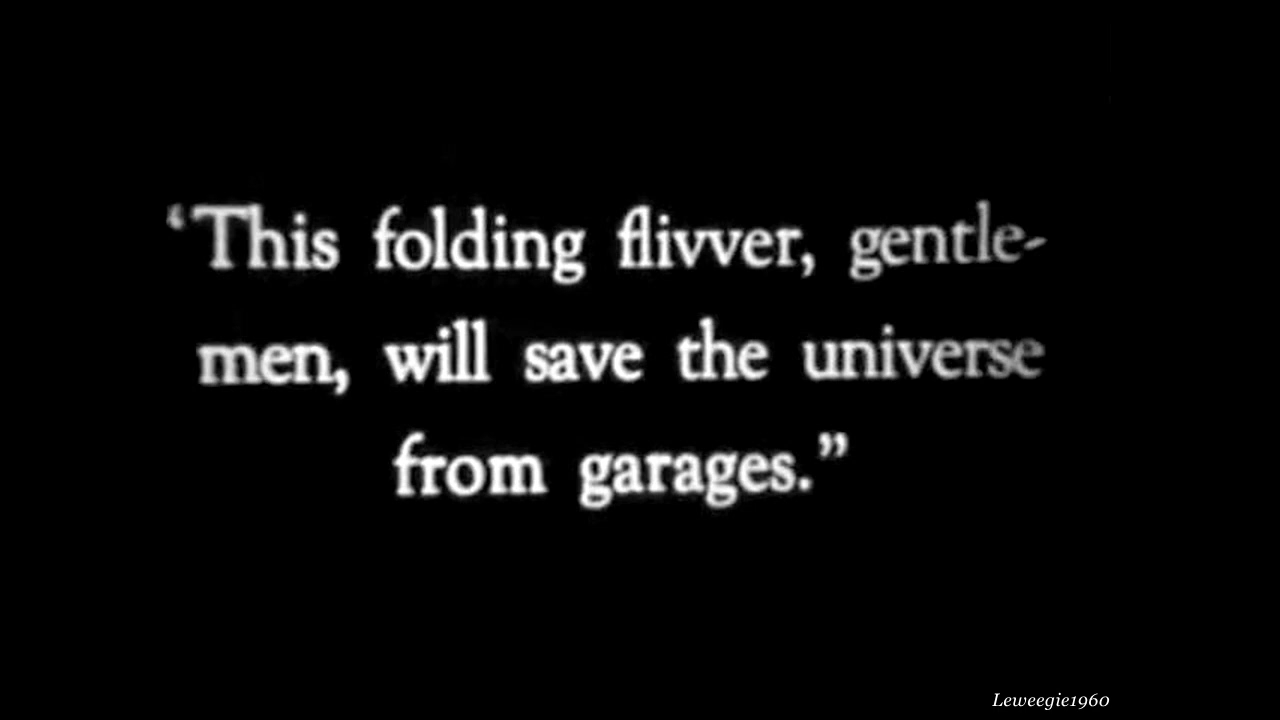 ‘This folding flivver, gentle-
men, will save the universe
from garages.”
Leweegie1960